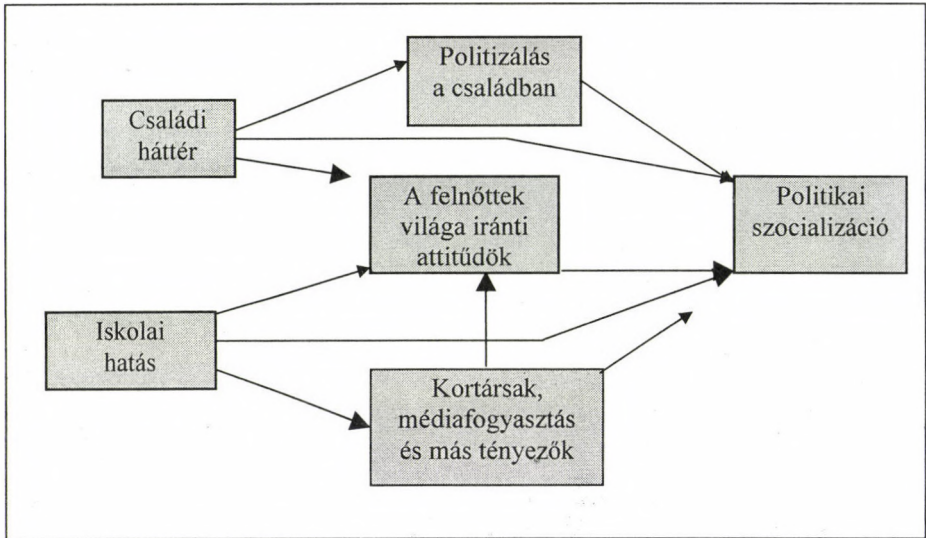 Politizálás
a családban
Családi
háttér
A felnőttek
világa iránti
attitűdök
Politikai
szocializáció
Iskolai
hatás
Kortársak,
médiafogyasztás
és más tényezők